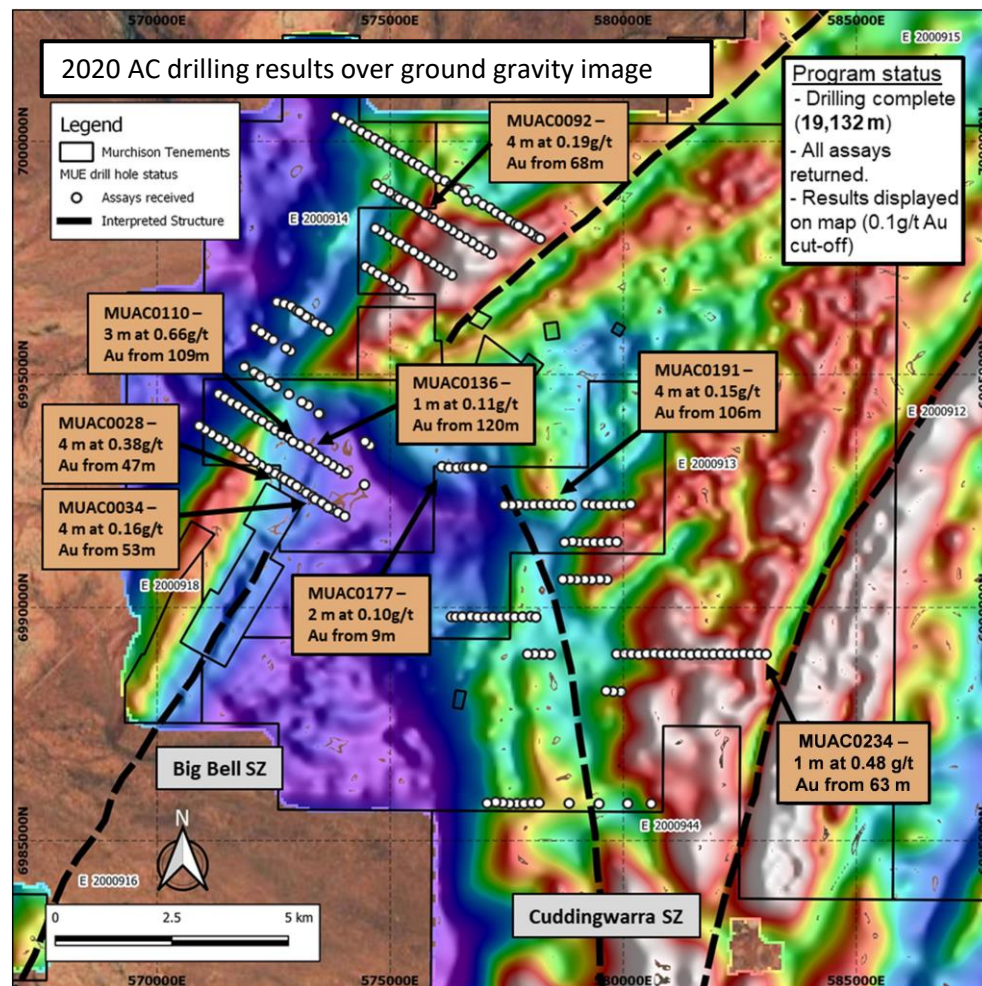 570000E
575000E
580000E
585000E
2020 AC drilling results over ground gravity image
E 2000915
Program status
- Drilling complete
(19,132 m)
- All assays
returned.
- Results displayed
on map (0.1g/t Au
cut-off)
Legend
Murchison Tenements
MUE drill hole status
Assays received
Interpreted Structure
MUAC0092 –
4 m at 0.19g/t
Au from 68m
7000000N
7000000N
E 2000914
MUAC0110 –
3 m at 0.66g/t
Au from 109m
MUAC0136 –
1 m at 0.11g/t
Au from 120m
MUAC0191 –
4 m at 0.15g/t
Au from 106m
6995000N
6995000N
E 2000912
MUAC0028 –
4 m at 0.38g/t
Au from 47m
E 2000913
MUAC0034 –
4 m at 0.16g/t
Au from 53m
E 2000918
MUAC0177 –
2 m at 0.10g/t
Au from 9m
6990000N
6990000N
MUAC0234 –
1 m at 0.48 g/t
Au from 63 m
Big Bell SZ
E 2000944
6985000N
6985000N
N
E 2000916
0
2.5
5 km
Cuddingwarra SZ
570000E
575000E
580000E
585000E